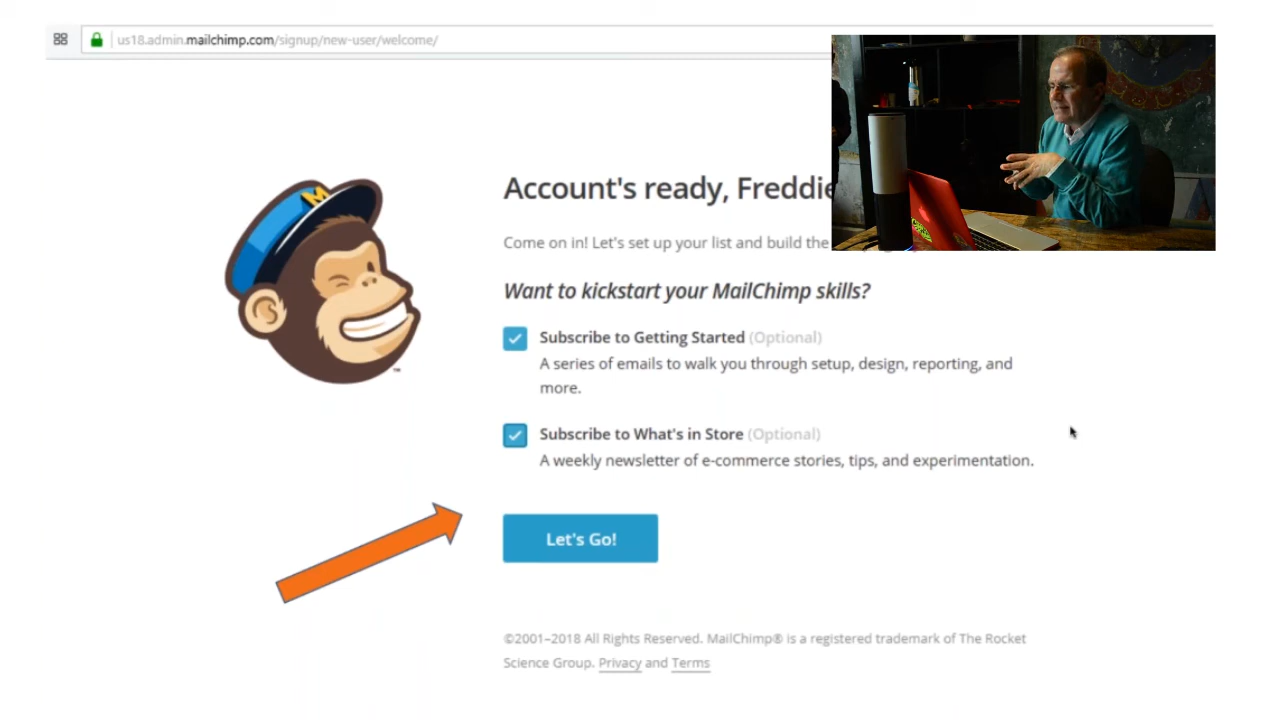 us18.admin.mailchimp.com/signup/new-user/welcome/
M
Account's ready, Freddie
Come on in! Let's set up your list and build the
Want to kickstart your MailChimp skills?
Subscribe to Getting Started (Optional)
A series of emails to walk you through setup, design, reporting, and
more.
Subscribe to What's in Store (Optional)
A weekly newsletter of e-commerce stories, tips, and experimentation.
Let's Go!
©2001–2018 All Rights Reserved. MailChimp® is a registered trademark of The Rocket
Science Group. Privacy and Terms